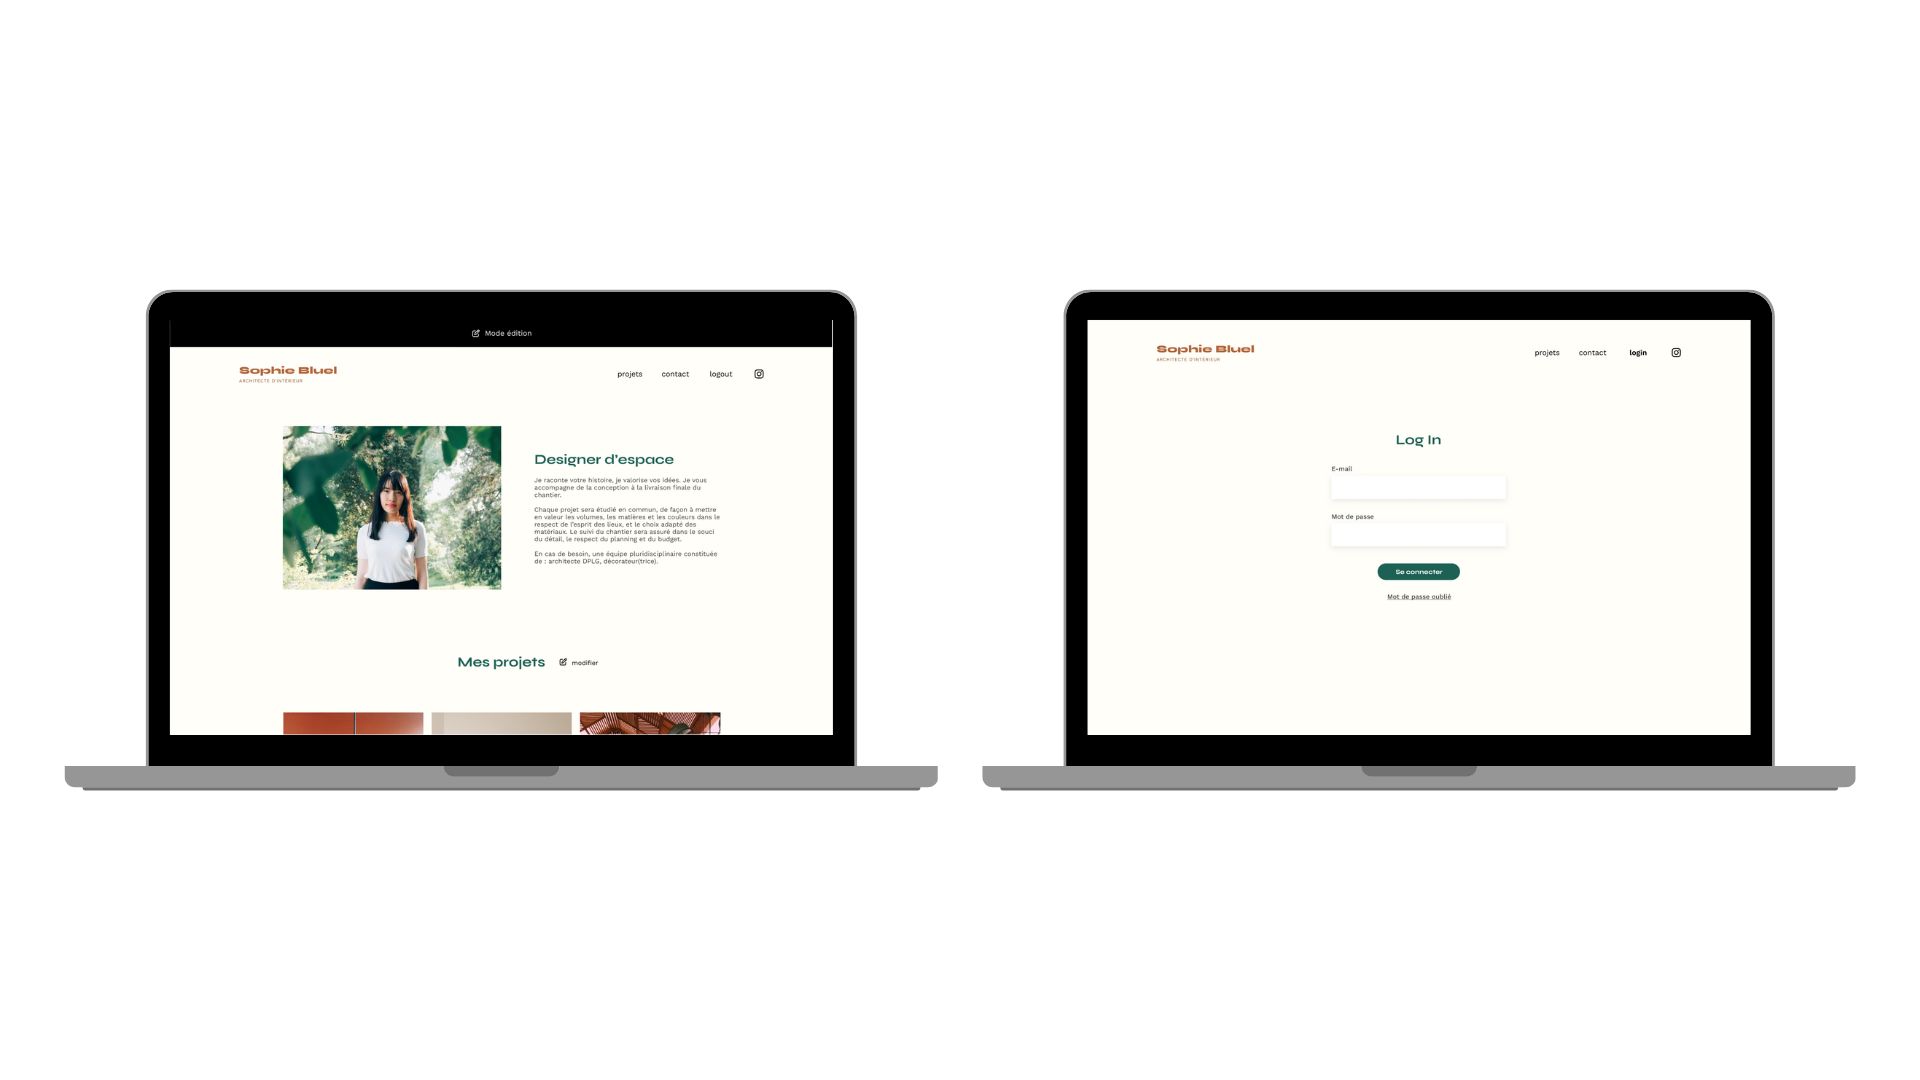 Mode édition
Sophie Bluel
ARCHITECTE D'INTÉRIEUR
projets contact logout
Designer d'espace
Je raconte votre histoire, je valorise vos idées. Je vous
accompagne de la conception à la livraison finale du
chantier.
Chaque projet sera étudié en commun, de façon à mettre
en valeur les volumes, les matières et les couleurs dans le
respect de l'esprit des lieux, et le choix adapté des
matériaux. Le suivi du chantier sera assuré dans le souci
du détail, le respect du planning et du budget.
En cas de besoin, une équipe pluridisciplinaire constituée
de : architecte DPLG, décorateur(trice).
Mes projets modifier
Sophie Bluel
ARCHITECTE D'INTÉRIEUR
projets contact login
Log In
E-mail
Mot de passe
Se connecter
Mot de passe oublié